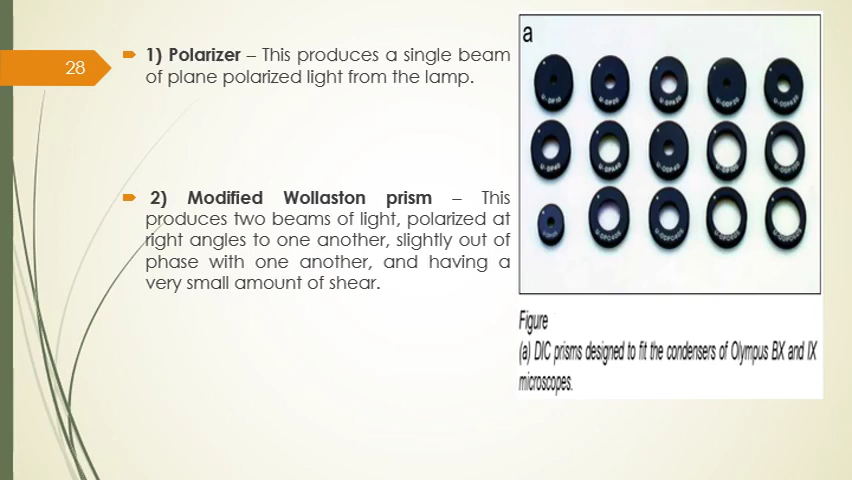 28
1) Polarizer – This produces a single beam
of plane polarized light from the lamp.
2) Modified Wollaston prism – This
produces two beams of light, polarized at
right angles to one another, slightly out of
phase with one another, and having a
very small amount of shear.
a
Figure
(a) DIC prisms designed to fit the condensers of Olympus BX and IX
microscopes.